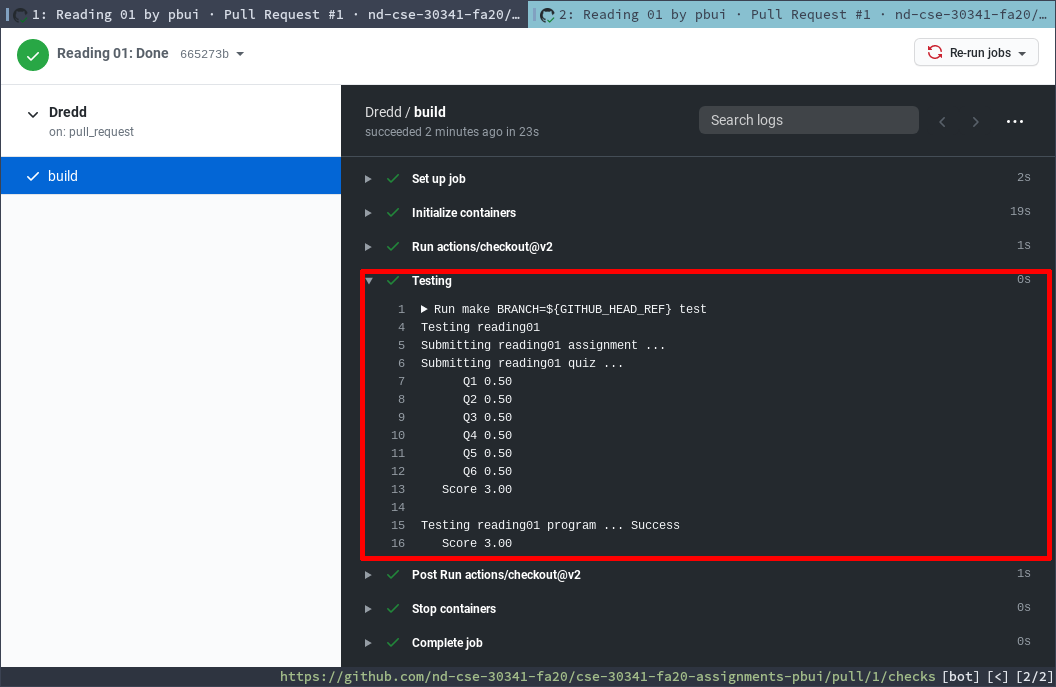 1: Reading 01 by pbui · Pull Request #1 · nd-cse-30341-fa20/…
2: Reading 01 by pbui · Pull Request #1 · nd-cse-30341-fa20/…
Reading 01: Done 665273b
Re-run jobs
Dredd
on: pull_request
build
Dredd / build
succeeded 2 minutes ago in 23s
Search logs
Set up job 2s
Initialize containers 19s
Run actions/checkout@v2 1s
Testing 0s
1 Run make BRANCH=${GITHUB_HEAD_REF} test
4 Testing reading01
5 Submitting reading01 assignment ...
6 Submitting reading01 quiz ...
7 Q1 0.50
8 Q2 0.50
9 Q3 0.50
10 Q4 0.50
11 Q5 0.50
12 Q6 0.50
13 Score 3.00
14
15 Testing reading01 program ... Success
16 Score 3.00
Post Run actions/checkout@v2 1s
Stop containers 0s
Complete job 0s
https://github.com/nd-cse-30341-fa20/cse-30341-fa20-assignments-pbui/pull/1/checks [bot] [<] [2/2]